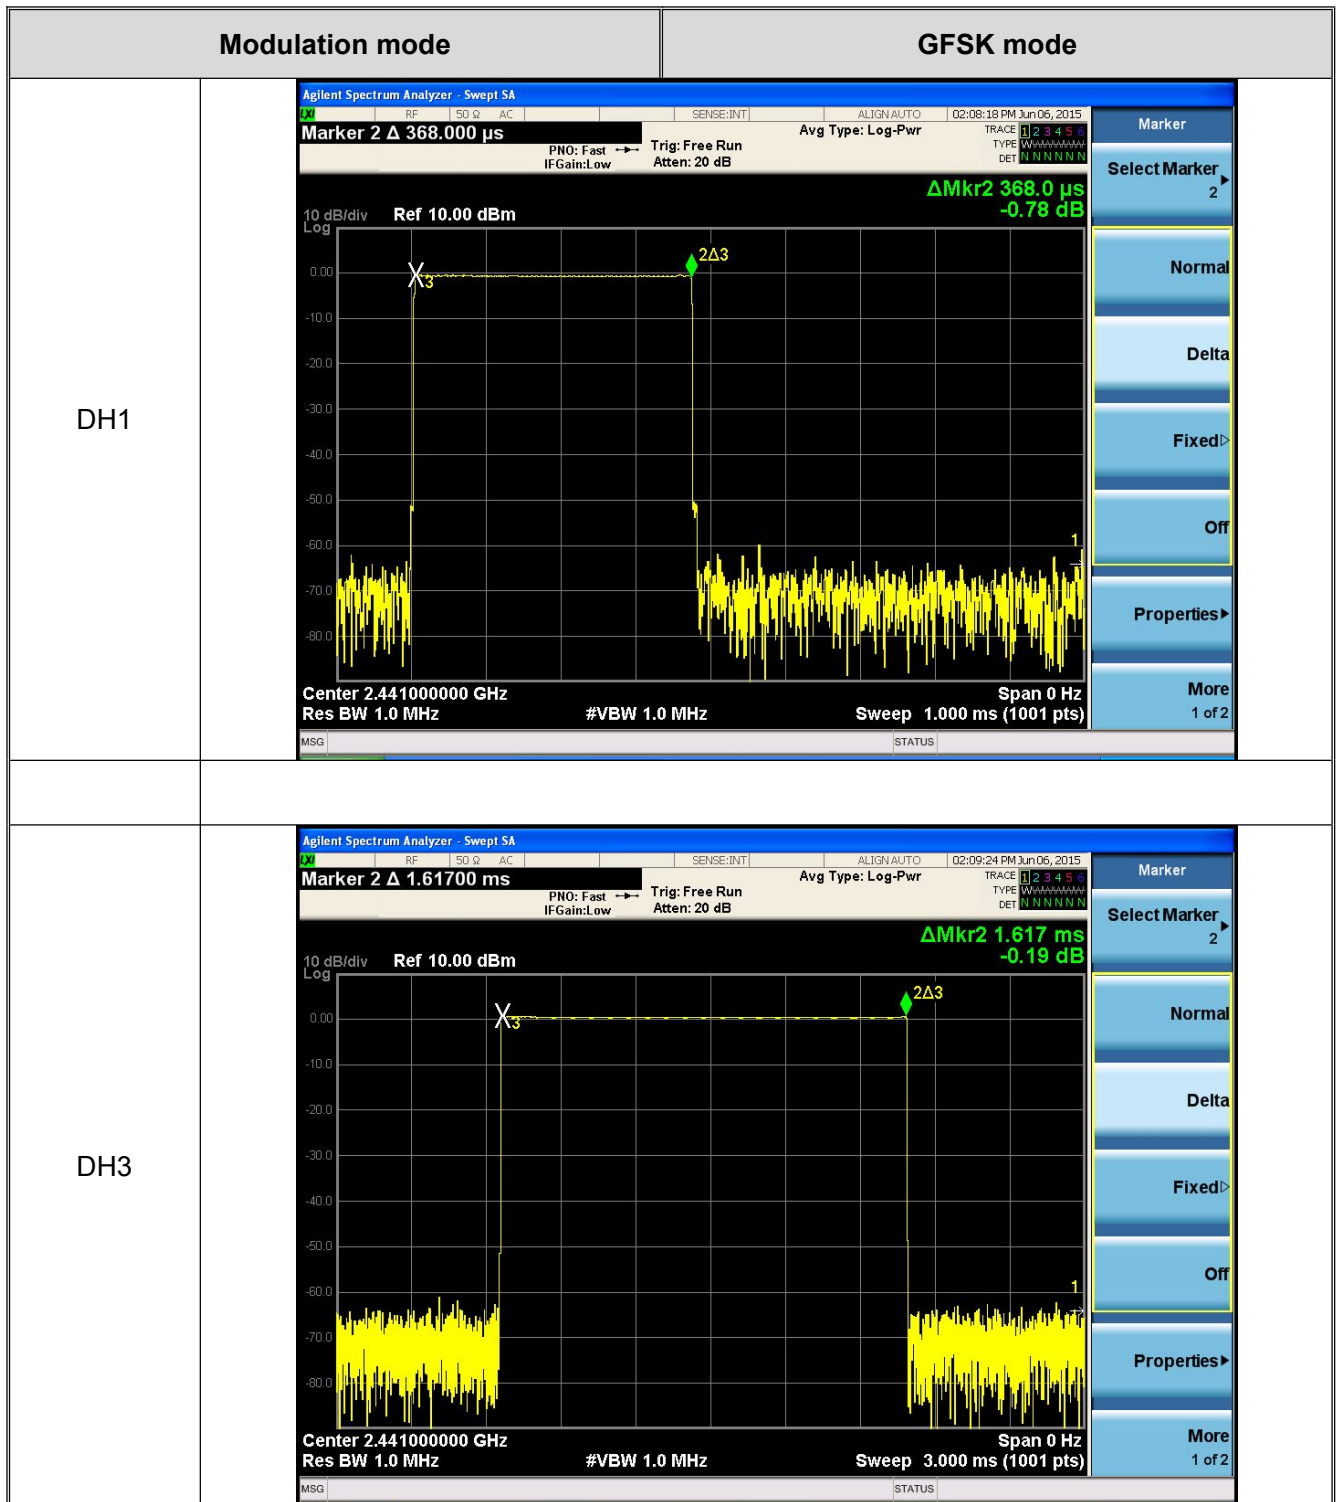 Modulation mode GFSK mode
DH1
Agilent Spectrum Analyzer - Swept SA
LXI RF 50 Ω AC SENSE:INT ALIGN AUTO 02:08:18 PM Jun 06, 2015
Marker 2 Δ 368.000 µs
PNO: Fast
IFGain:Low
Trig: Free Run
Atten: 20 dB
Avg Type: Log-Pwr
TRACE 1 2 3 4 5 6
TYPE W
DET N N N N N N
ΔMkr2 368.0 µs
-0.78 dB
10 dB/div Ref 10.00 dBm
Log
2Δ3
3
1
0.00
-10.0
-20.0
-30.0
-40.0
-50.0
-60.0
-70.0
-80.0
Center 2.441000000 GHz Span 0 Hz
Res BW 1.0 MHz #VBW 1.0 MHz Sweep 1.000 ms (1001 pts)
MSG STATUS
Marker
Select Marker
2
Normal
Delta
Fixed
Off
Properties
More
1 of 2
DH3
Agilent Spectrum Analyzer - Swept SA
LXI RF 50 Ω AC SENSE:INT ALIGN AUTO 02:09:24 PM Jun 06, 2015
Marker 2 Δ 1.61700 ms
PNO: Fast
IFGain:Low
Trig: Free Run
Atten: 20 dB
Avg Type: Log-Pwr
TRACE 1 2 3 4 5 6
TYPE W
DET N N N N N N
ΔMkr2 1.617 ms
-0.19 dB
10 dB/div Ref 10.00 dBm
Log
2Δ3
3
1
0.00
-10.0
-20.0
-30.0
-40.0
-50.0
-60.0
-70.0
-80.0
Center 2.441000000 GHz Span 0 Hz
Res BW 1.0 MHz #VBW 1.0 MHz Sweep 3.000 ms (1001 pts)
MSG STATUS
Marker
Select Marker
2
Normal
Delta
Fixed
Off
Properties
More
1 of 2